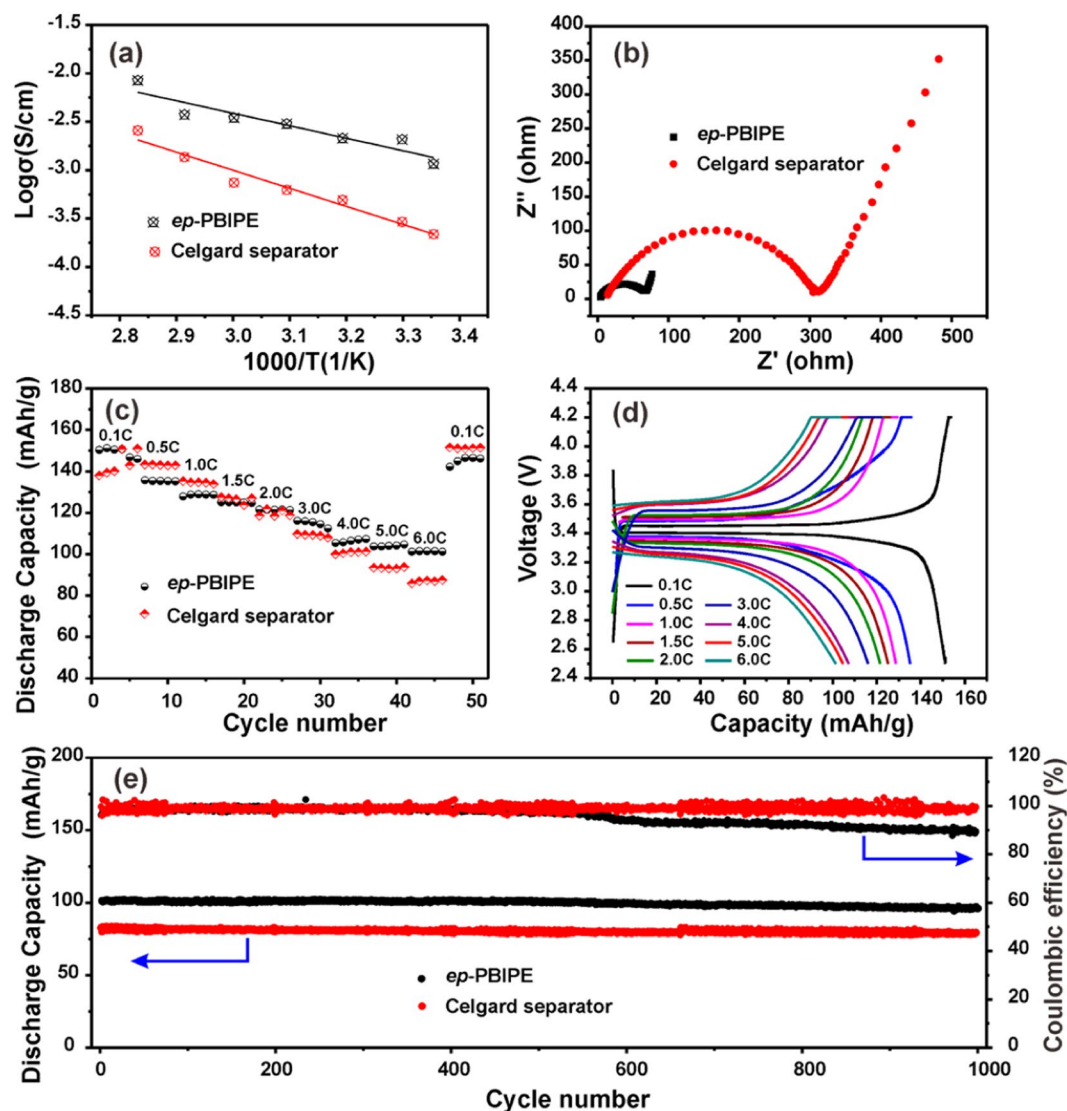 (a)
Logσ(S/cm)
-1.5
-2.0
-2.5
-3.0
-3.5
-4.0
-4.5
ep-PBIPE
Celgard separator
2.8 2.9 3.0 3.1 3.2 3.3 3.4
1000/T(1/K)
(b)
Z'' (ohm)
350
300
250
200
150
100
50
0
ep-PBIPE
Celgard separator
0 100 200 300 400 500
Z' (ohm)
(c)
Discharge Capacity (mAh/g)
180
160
140
120
100
80
60
40
0.1C
0.5C
1.0C
1.5C
2.0C
3.0C
4.0C
5.0C
6.0C
0.1C
ep-PBIPE
Celgard separator
0 10 20 30 40 50
Cycle number
(d)
Voltage (V)
4.4
4.2
3.9
3.6
3.3
3.0
2.7
2.4
0.1C
0.5C 3.0C
1.0C 4.0C
1.5C 5.0C
2.0C 6.0C
0 20 40 60 80 100 120 140 160
Capacity (mAh/g)
(e)
Discharge Capacity (mAh/g)
200
150
100
50
0
ep-PBIPE
Celgard separator
120
100
80
60
40
20
0
Coulombic efficiency (%)
0 200 400 600 800 1000
Cycle number